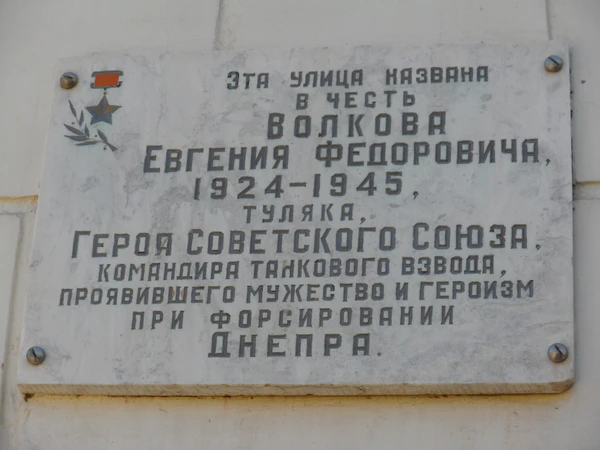 ЭТА УЛИЦА НАЗВАНА
В ЧЕСТЬ
ВОЛКОВА
ЕВГЕНИЯ ФЕДОРОВИЧА,
1924-1945,
ТУЛЯКА,
ГЕРОЯ СОВЕТСКОГО СОЮЗА,
КОМАНДИРА ТАНКОВОГО ВЗВОДА,
ПРОЯВИВШЕГО МУЖЕСТВО И ГЕРОИЗМ
ПРИ ФОРСИРОВАНИИ
ДНЕПРА.